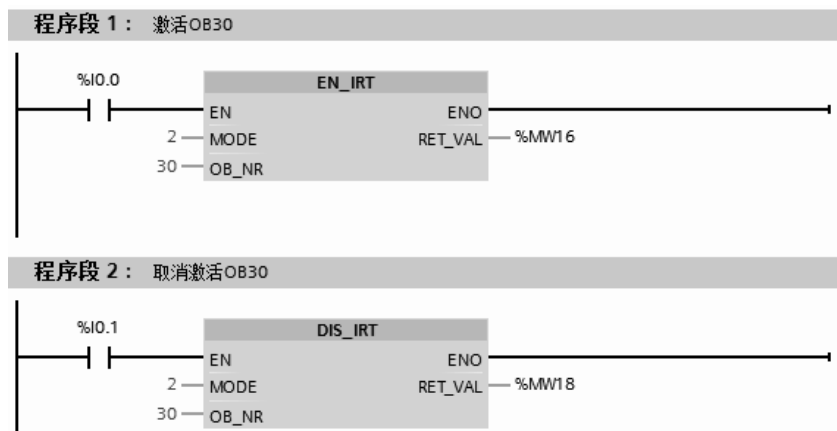 程序段 1： 激活OB30
%I0.0
EN_IRT
EN ENO
2 MODE RET_VAL %MW16
30 OB_NR
程序段 2： 取消激活OB30
%I0.1
DIS_IRT
EN ENO
2 MODE RET_VAL %MW18
30 OB_NR